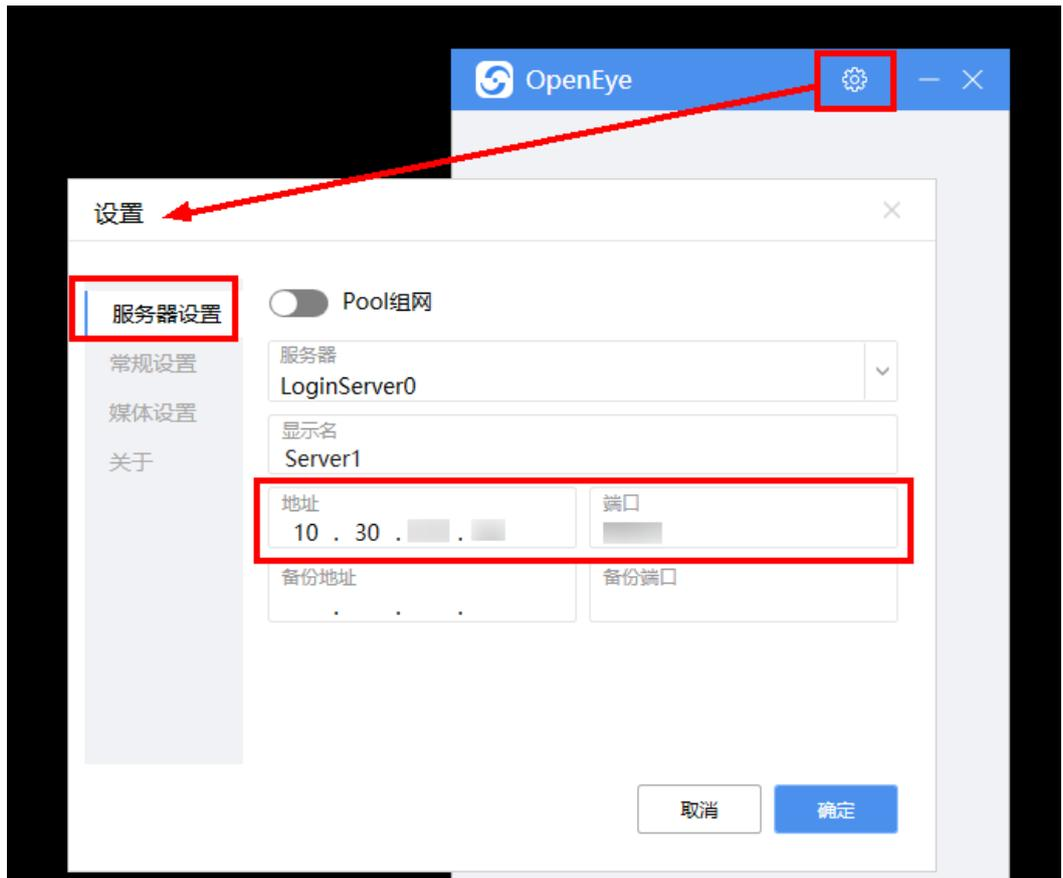 OpenEye
设置
服务器设置
常规设置
媒体设置
关于
Pool组网
服务器
LoginServer0
显示名
Server1
地址
10 . 30 . .
端口
备份地址
. . .
备份端口
取消
确定